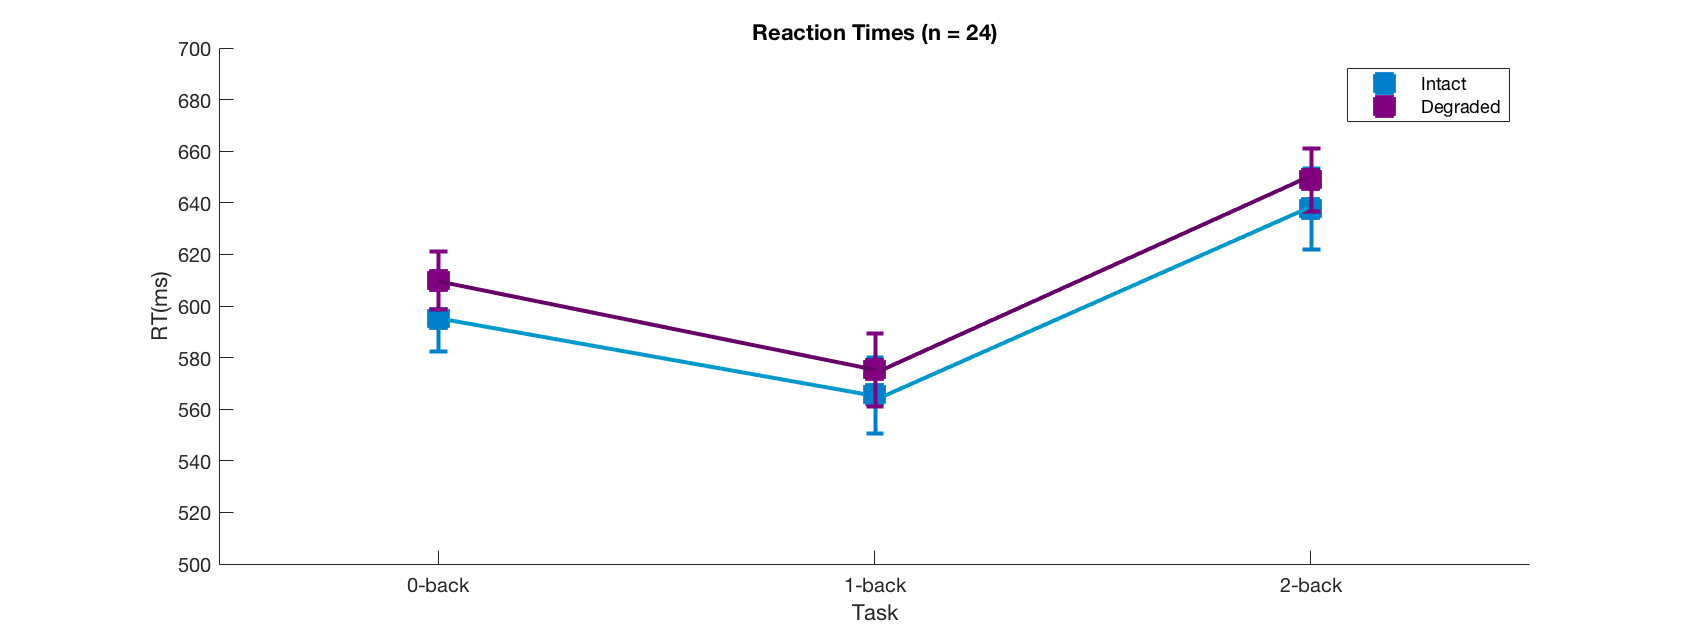 Reaction Times (n = 24)
700
680
660
640
620
600
580
560
540
520
500
RT(ms)
Intact
Degraded
0-back 1-back 2-back
Task